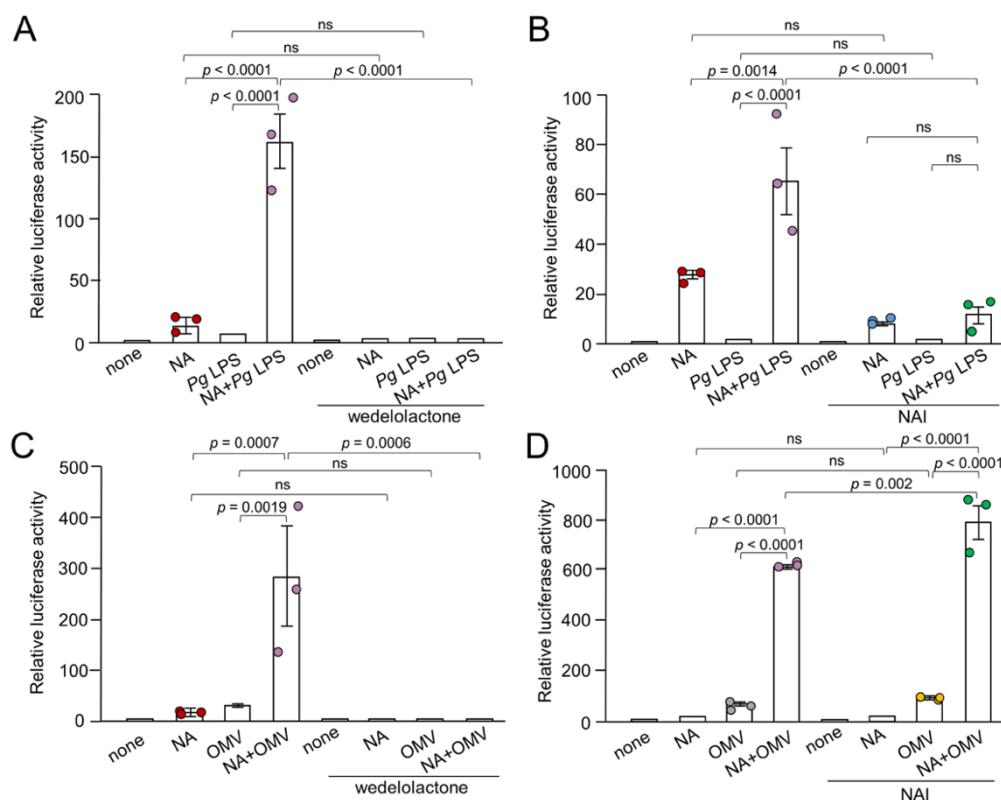 A
ns
ns
p < 0.0001
p < 0.0001
p < 0.0001
Relative luciferase activity
200
150
100
50
0
none
NA
Pg LPS
NA+Pg LPS
none
NA
Pg LPS
NA+Pg LPS
wedelolactone
B
ns
ns
p = 0.0014
p < 0.0001
p < 0.0001
ns
ns
Relative luciferase activity
100
80
60
40
20
0
none
NA
Pg LPS
NA+Pg LPS
none
NA
Pg LPS
NA+Pg LPS
NAI
C
p = 0.0007
p = 0.0006
ns
ns
p = 0.0019
Relative luciferase activity
500
400
300
200
100
0
none
NA
OMV
NA+OMV
none
NA
OMV
NA+OMV
wedelolactone
D
ns
p < 0.0001
ns
p < 0.0001
p = 0.002
p < 0.0001
p < 0.0001
Relative luciferase activity
1000
800
600
400
200
0
none
NA
OMV
NA+OMV
none
NA
OMV
NA+OMV
NAI